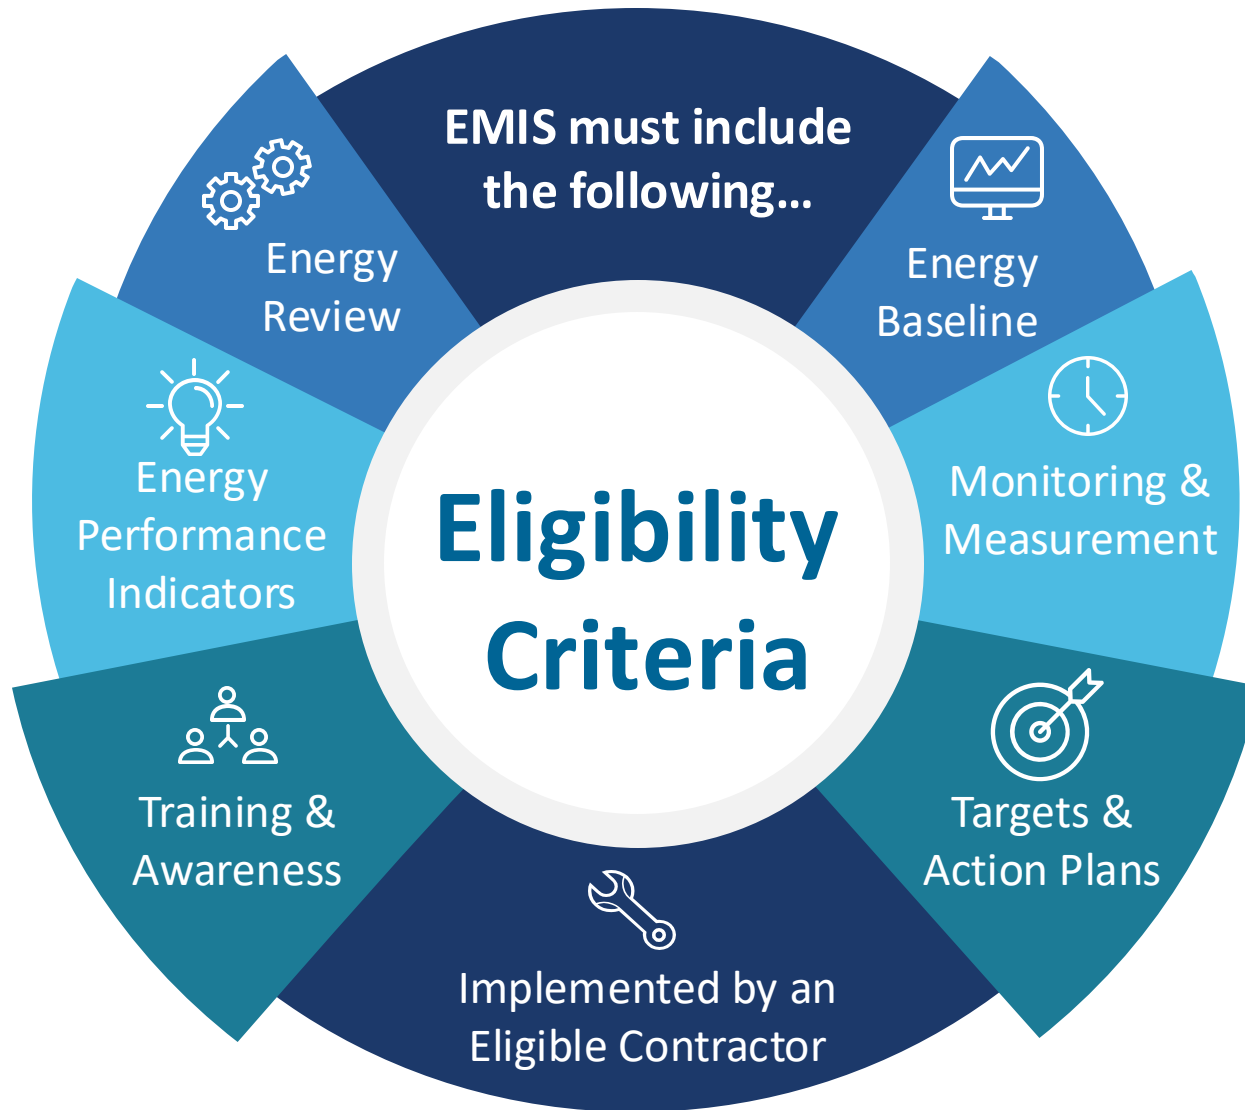 EMIS must include
the following...
Energy
Baseline
Monitoring &
Measurement
Targets &
Action Plans
Implemented by an
Eligible Contractor
Training &
Awareness
Energy
Performance
Indicators
Energy
Review
Eligibility
Criteria